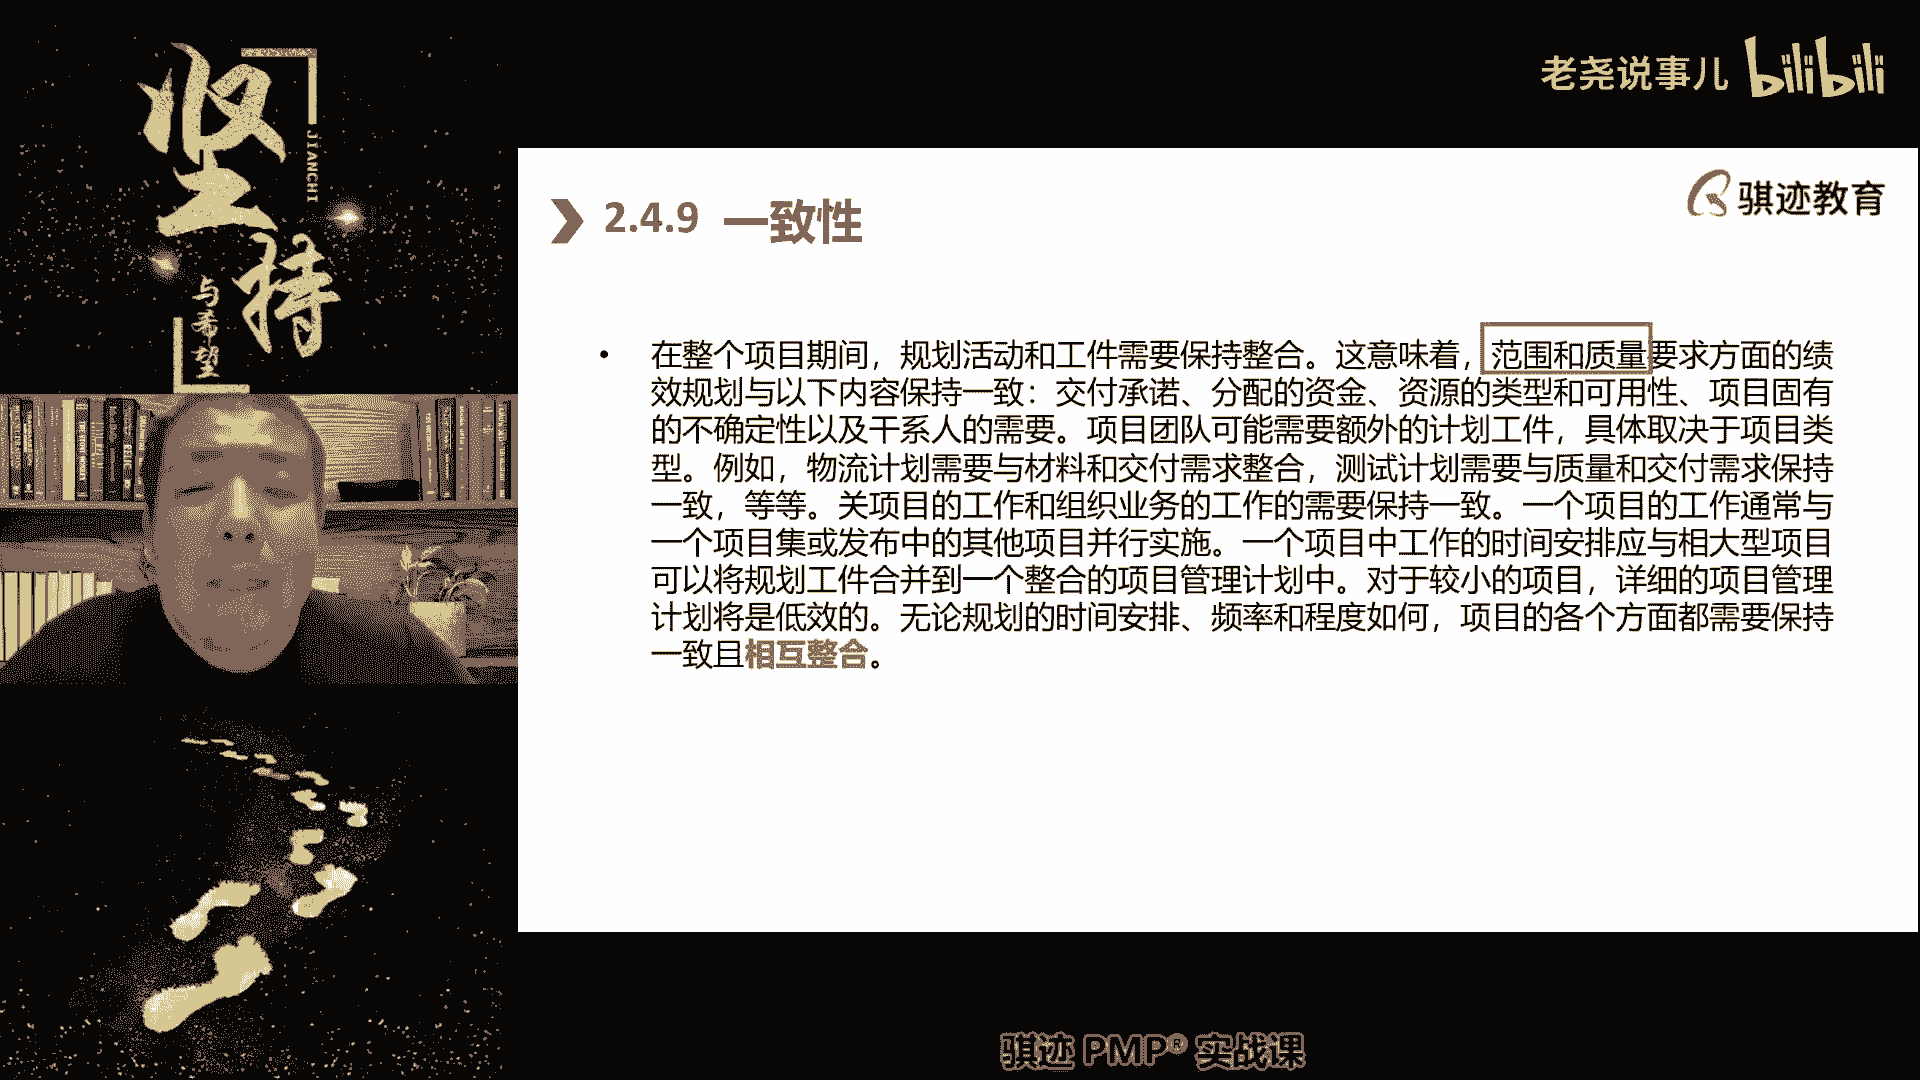 坚持
JIANCHI
与希望
老尧说事儿 bilibili
骐迹教育
2.4.9 一致性
• 在整个项目期间，规划活动和工件需要保持整合。这意味着，范围和质量要求方面的绩
效规划与以下内容保持一致：交付承诺、分配的资金、资源的类型和可用性、项目固有
的不确定性以及干系人的需要。项目团队可能需要额外的计划工件，具体取决于项目类
型。例如，物流计划需要与材料和交付需求整合，测试计划需要与质量和交付需求保持
一致，等等。关项目的工作和组织业务的工作的需要保持一致。一个项目的工作通常与
一个项目集或发布中的其他项目并行实施。一个项目中工作的时间安排应与相大型项目
可以将规划工件合并到一个整合的项目管理计划中。对于较小的项目，详细的项目管理
计划将是低效的。无论规划的时间安排、频率和程度如何，项目的各个方面都需要保持
一致且相互整合。
骐迹 PMP® 实战课